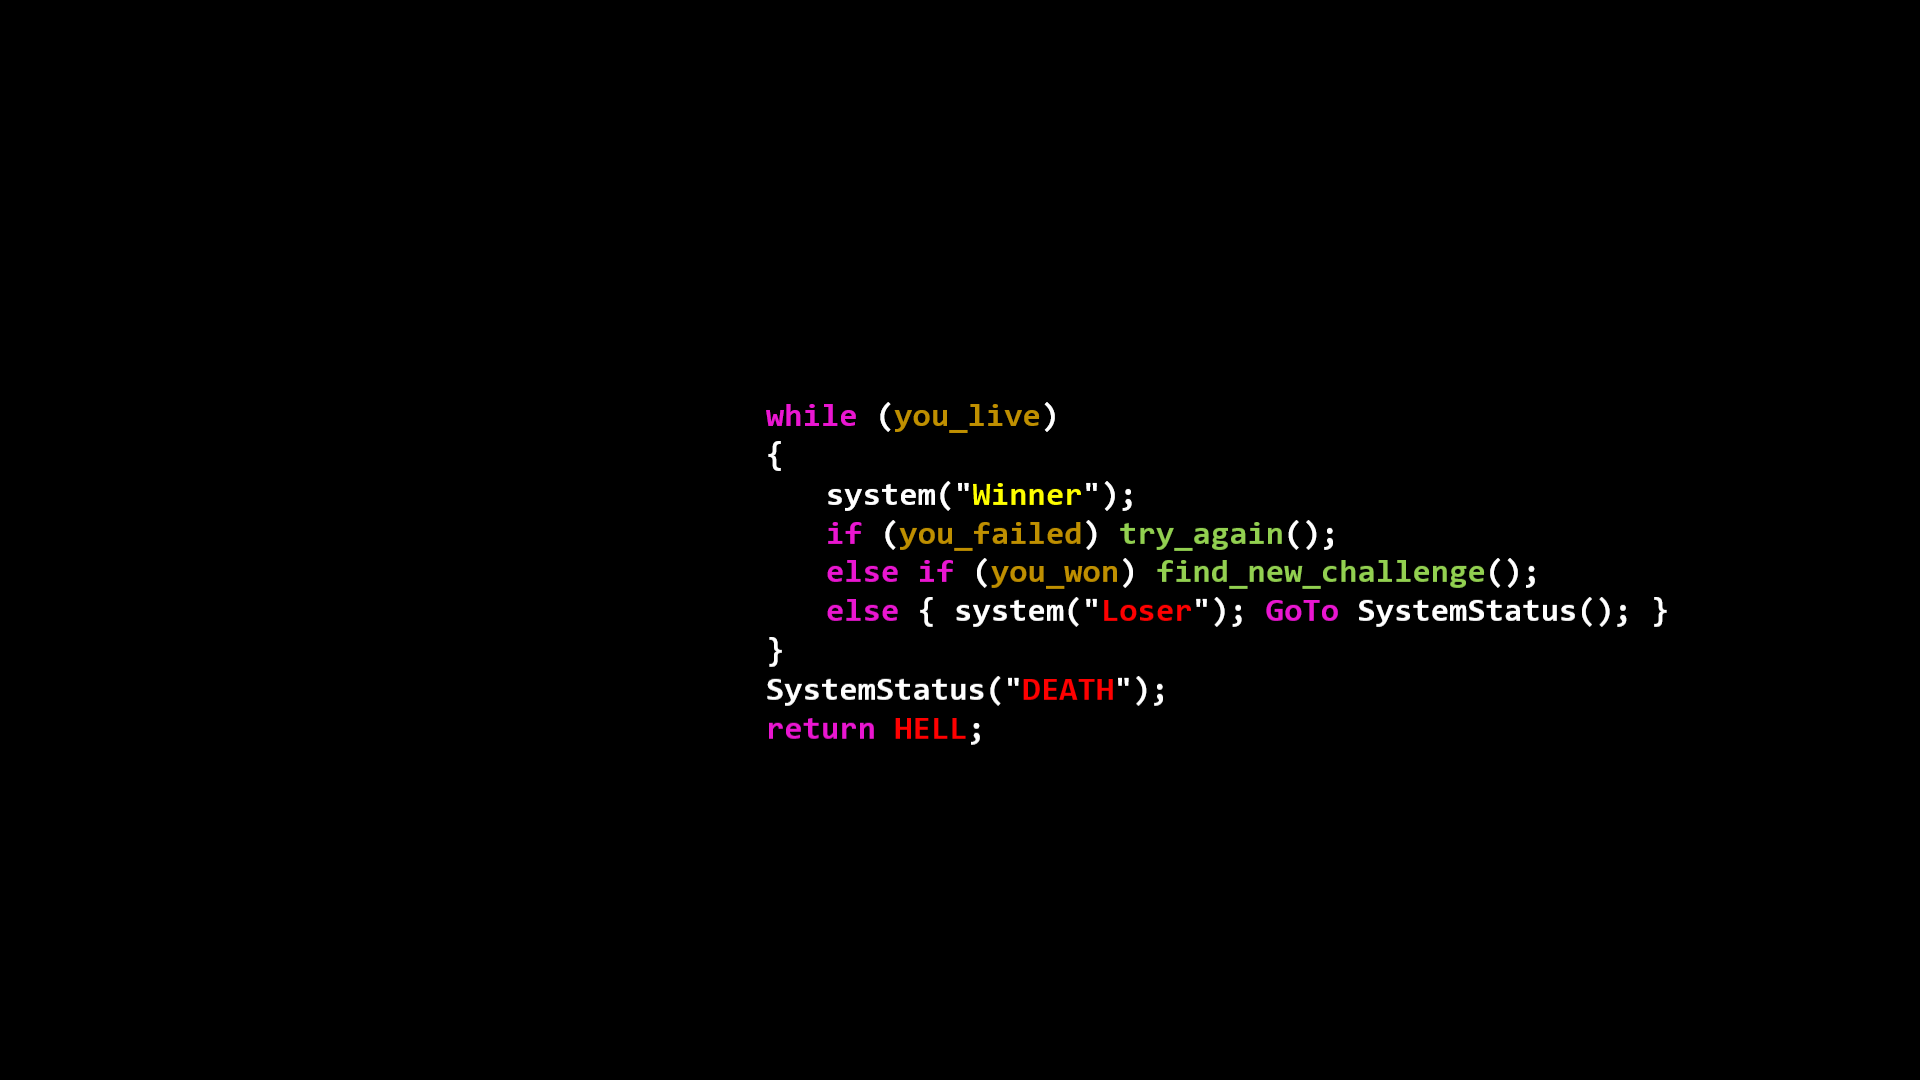 while (you_live)
{
system("Winner");
if (you_failed) try_again();
else if (you_won) find_new_challenge();
else { system("Loser"); GoTo SystemStatus(); }
}
SystemStatus("DEATH");
return HELL;